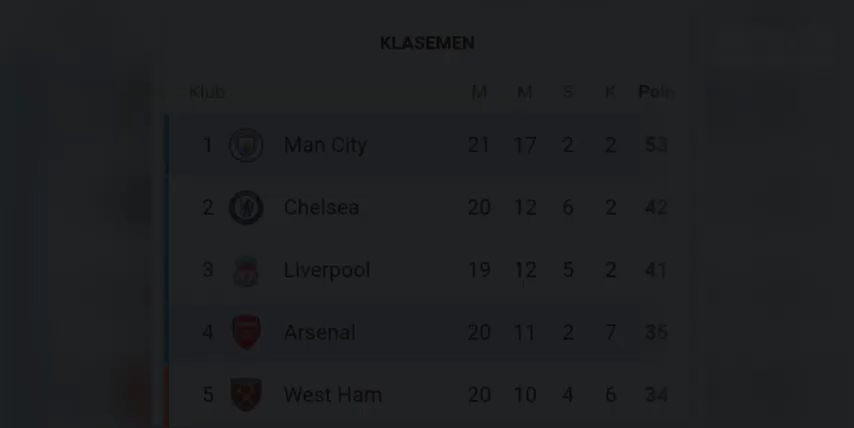 KLASEMEN
Klub M M S K Poin
1 Man City 21 17 2 2 53
2 Chelsea 20 12 6 2 42
3 Liverpool 19 12 5 2 41
4 Arsenal 20 11 2 7 35
5 West Ham 20 10 4 6 34